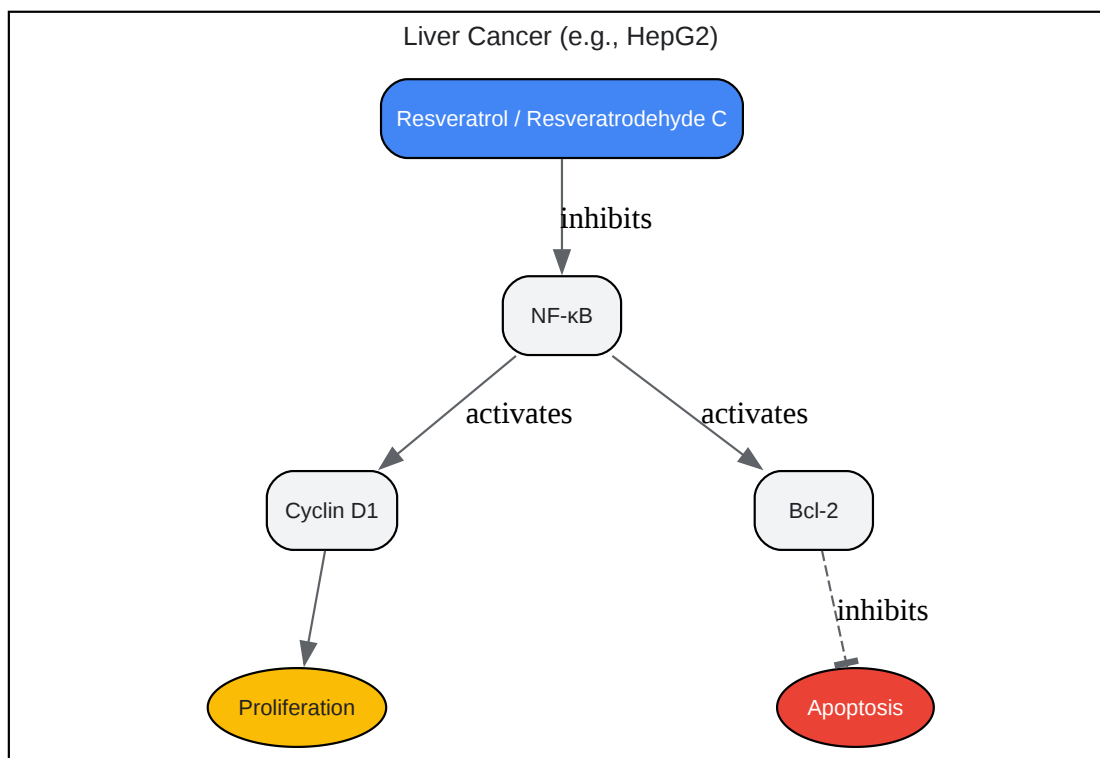 Liver Cancer (e.g., HepG2)
Resveratrol / Resveratrodehyde C
inhibits
NF-κB
activates
activates
Cyclin D1
Bcl-2
inhibits
Proliferation
Apoptosis